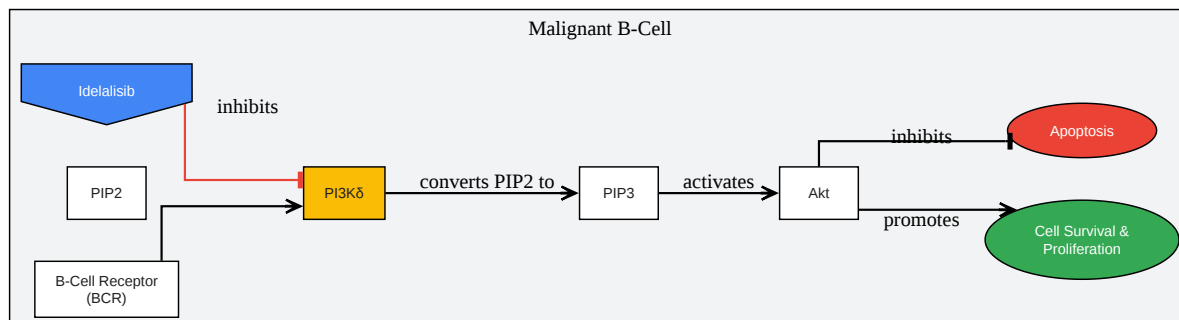 Malignant B-Cell
Idelalisib
inhibits
inhibits
Apoptosis
PIP2
PI3Kδ
converts PIP2 to
PIP3
activates
Akt
promotes
Cell Survival &
Proliferation
B-Cell Receptor
(BCR)